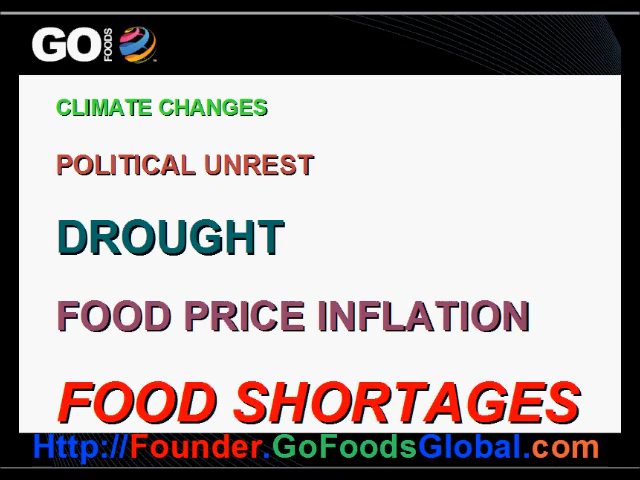 GO FOODS
CLIMATE CHANGES
POLITICAL UNREST
DROUGHT
FOOD PRICE INFLATION
FOOD SHORTAGES
Http://Founder.GoFoodsGlobal.com